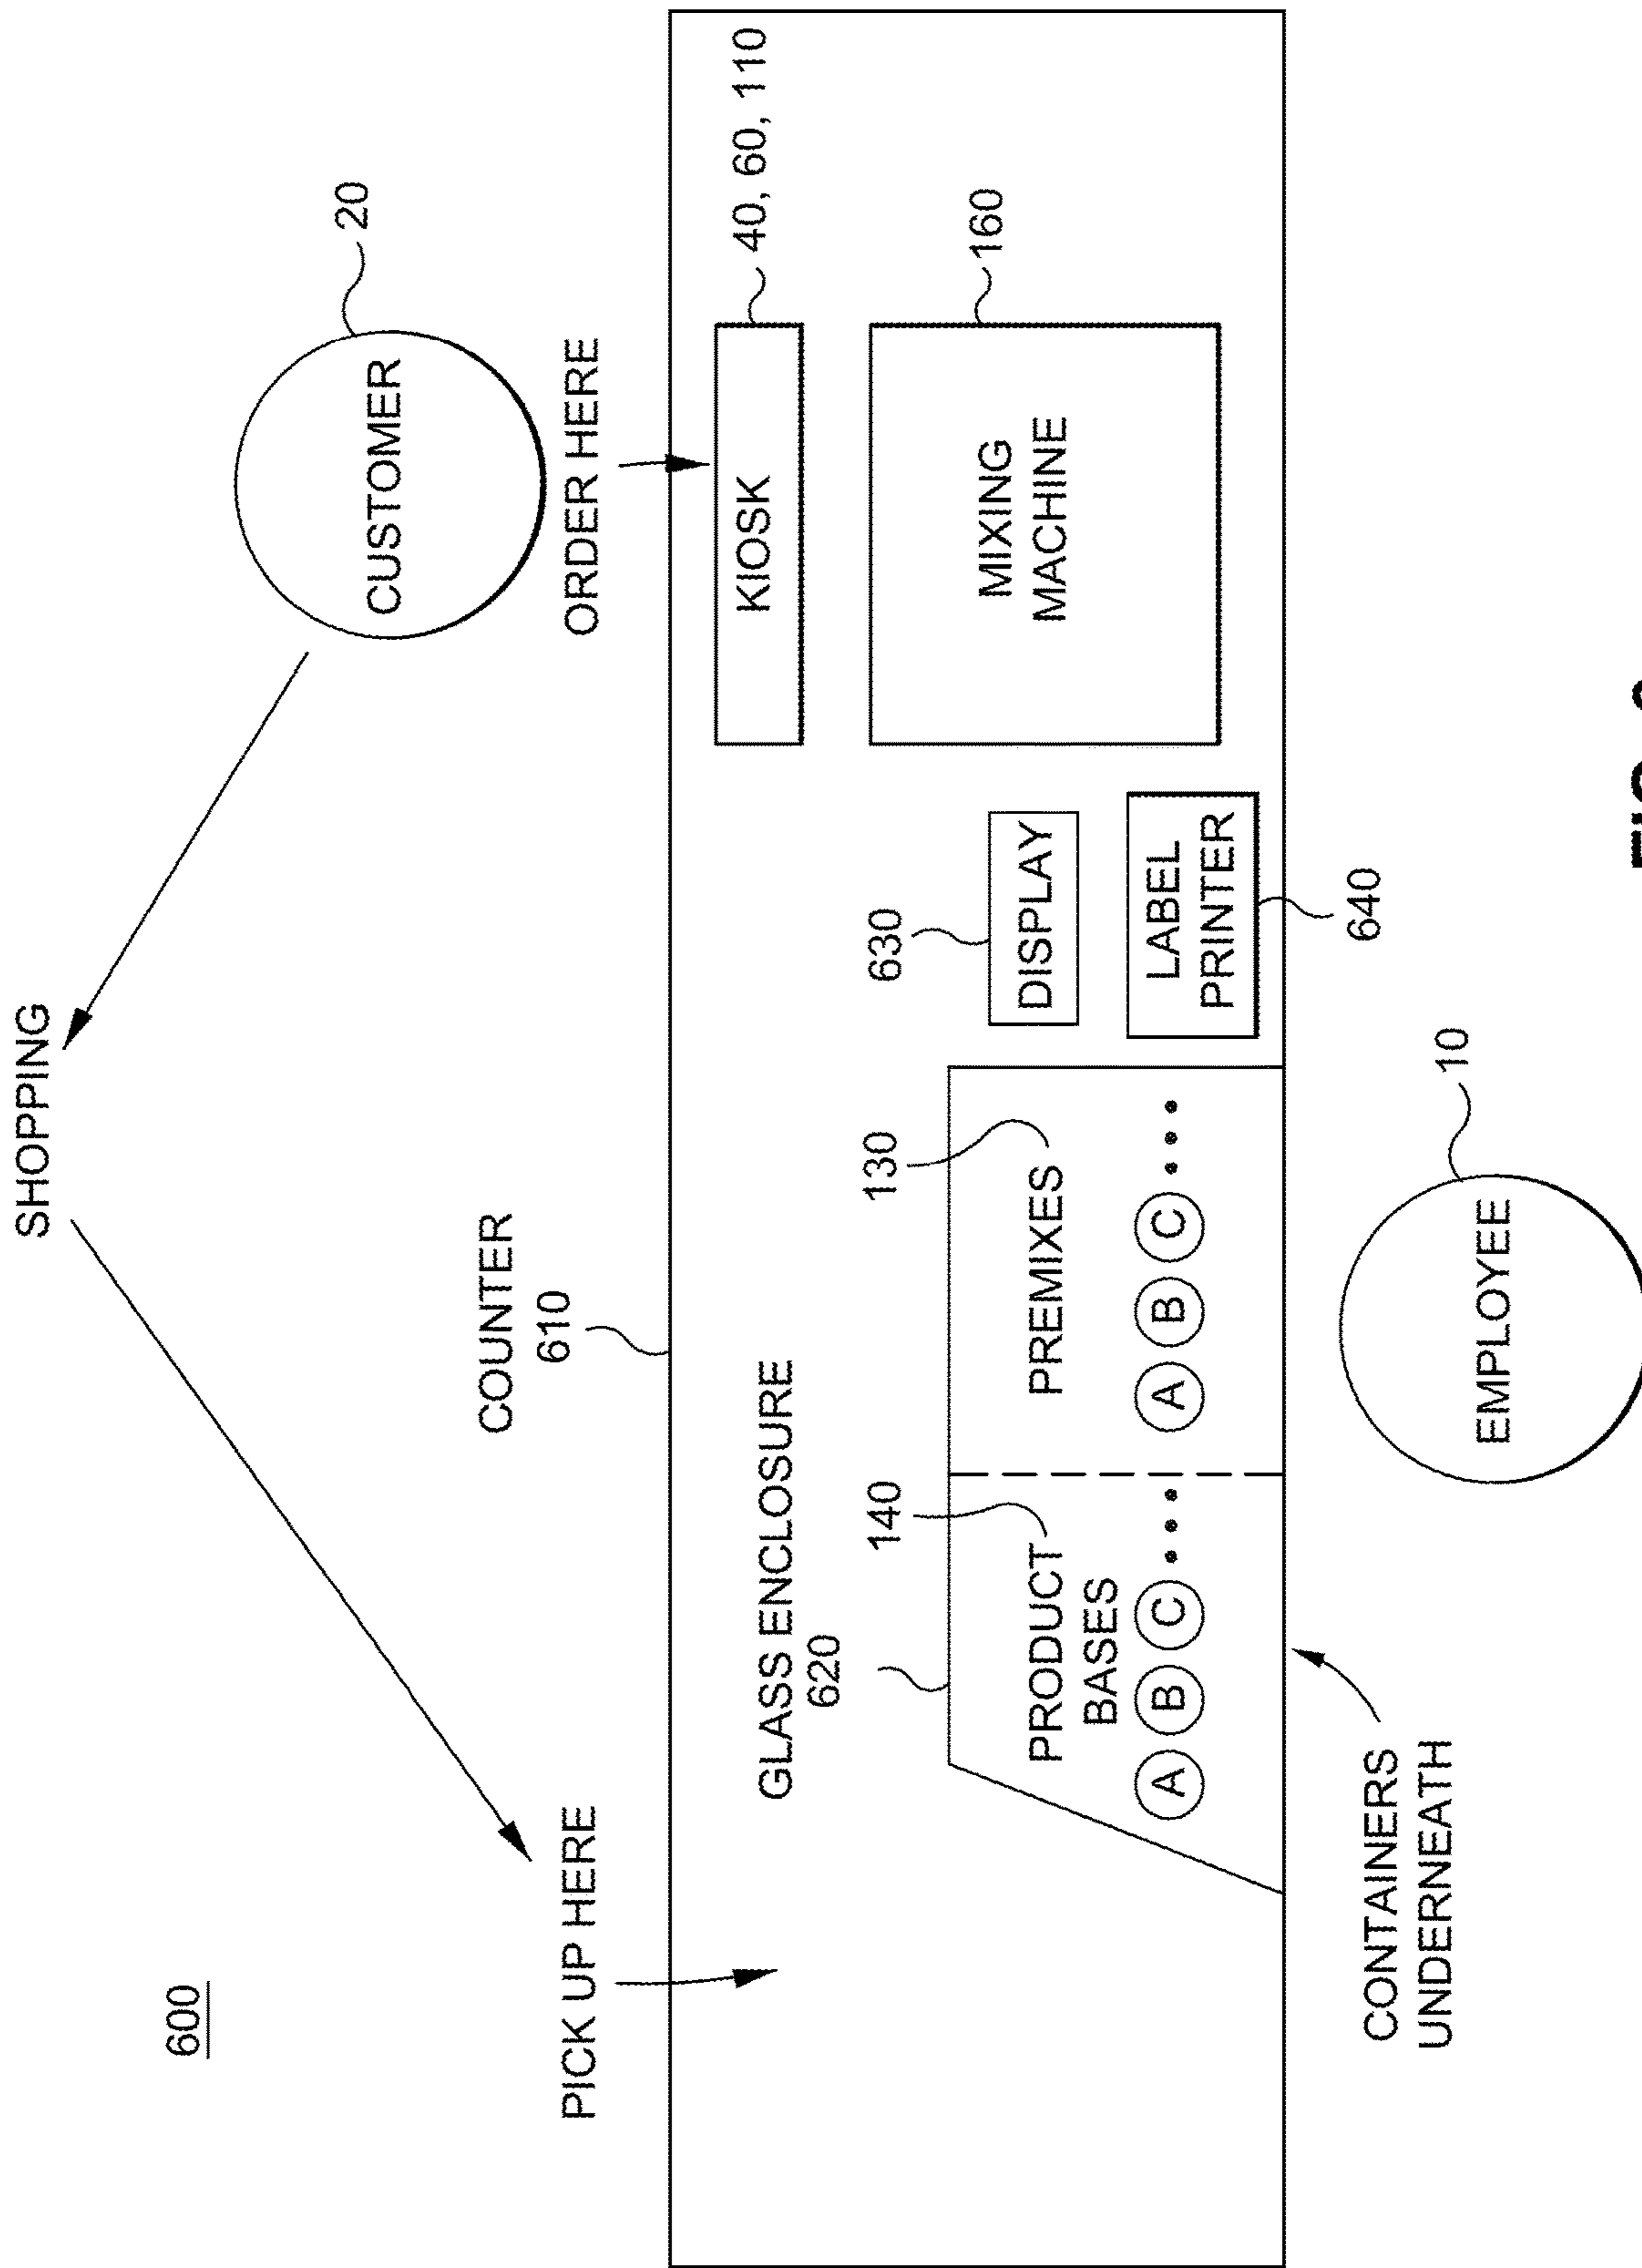 SHOPPING
600
20
CUSTOMER
COUNTER
610
PICK UP HERE
ORDER HERE
KIOSK
40, 60, 110
GLASS ENCLOSURE
620
140
130
630
160
PRODUCT
BASES
A B C
PREMIXES
A B C
DISPLAY
LABEL
PRINTER
640
MIXING
MACHINE
CONTAINERS
UNDERNEATH
10
EMPLOYEE
FIG.